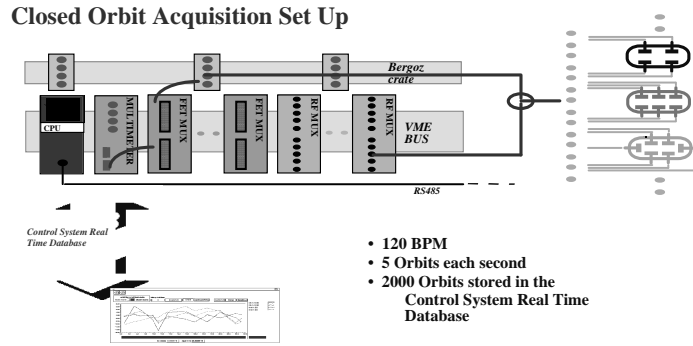 Closed Orbit Acquisition Set Up
Bergoz
crate
CPU
MULTIMETER
FET MUX
FET MUX
RF MUX
RF MUX
VME
BUS
RS485
Control System Real
Time Database
• 120 BPM
• 5 Orbits each second
• 2000 Orbits stored in the
Control System Real Time
Database